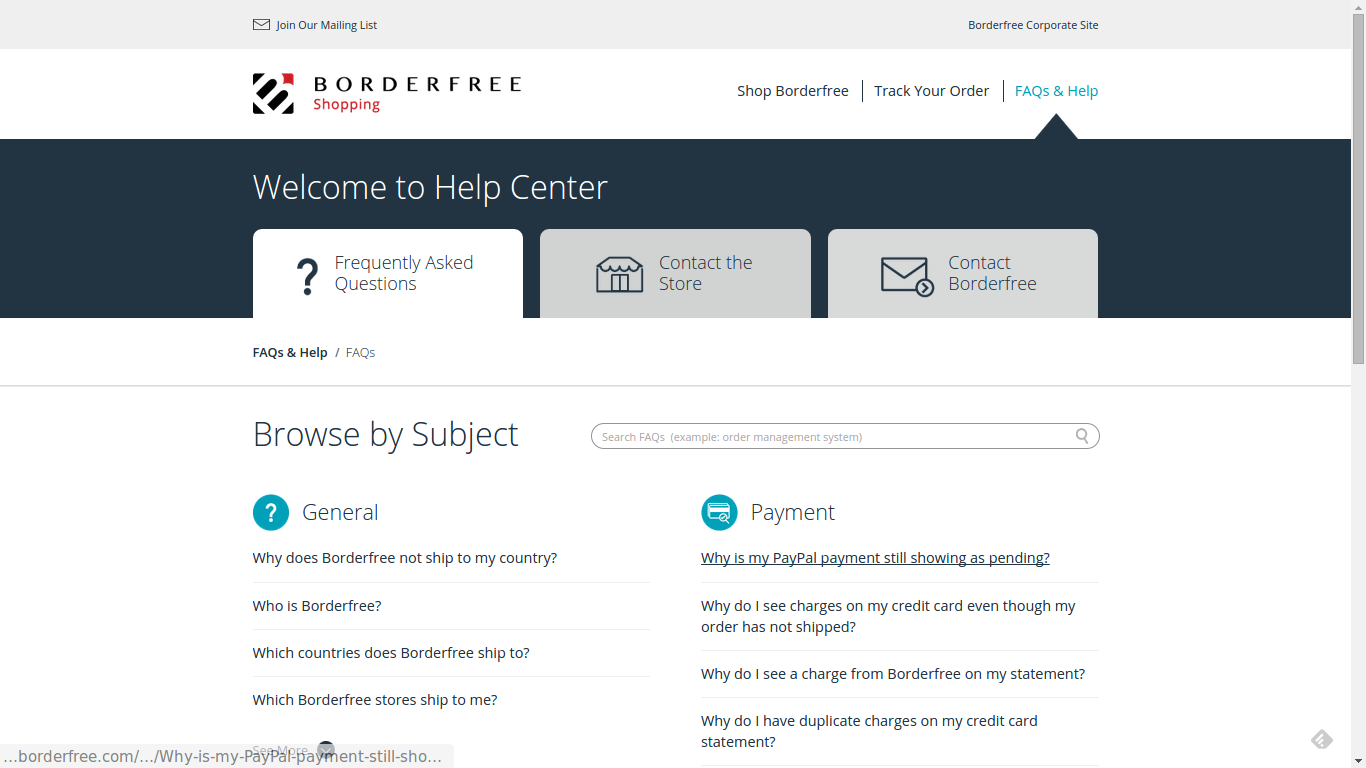 Join Our Mailing List
Borderfree Corporate Site
BORDERFREE
Shopping
Shop Borderfree
Track Your Order
FAQs & Help
Welcome to Help Center
Frequently Asked
Questions
Contact the
Store
Contact
Borderfree
FAQs & Help / FAQs
Browse by Subject
Search FAQs (example: order management system)
General
Why does Borderfree not ship to my country?
Who is Borderfree?
Which countries does Borderfree ship to?
Which Borderfree stores ship to me?
See More
Payment
Why is my PayPal payment still showing as pending?
Why do I see charges on my credit card even though my
order has not shipped?
Why do I see a charge from Borderfree on my statement?
Why do I have duplicate charges on my credit card
statement?
...borderfree.com/.../Why-is-my-PayPal-payment-still-sho...